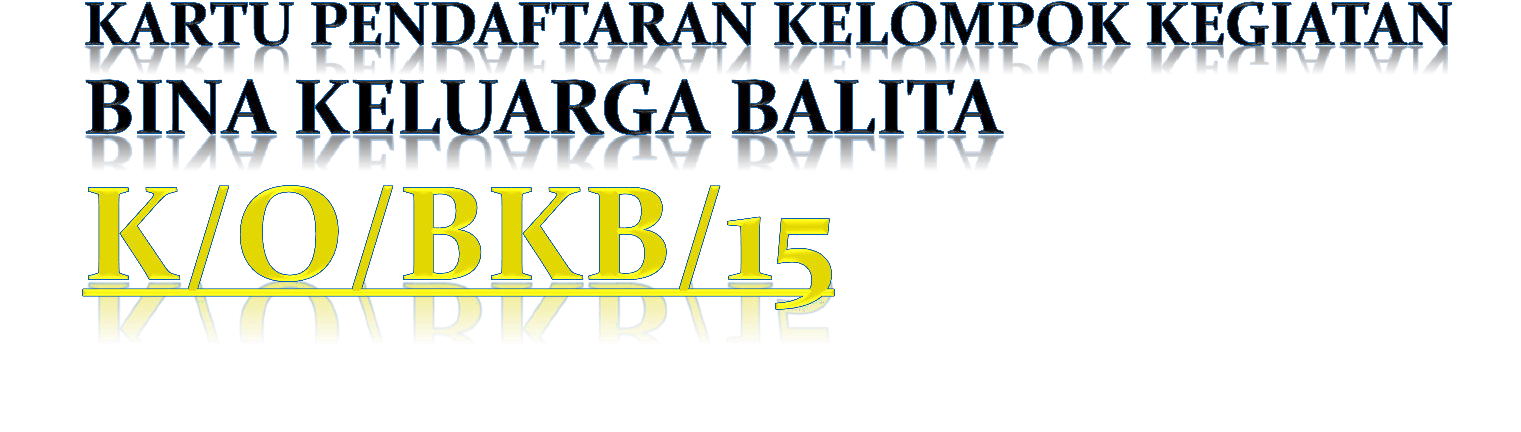 KARTU PENDAFTARAN KELOMPOK KEGIATAN
BINA KELUARGA BALITA
K/O/BKB/15